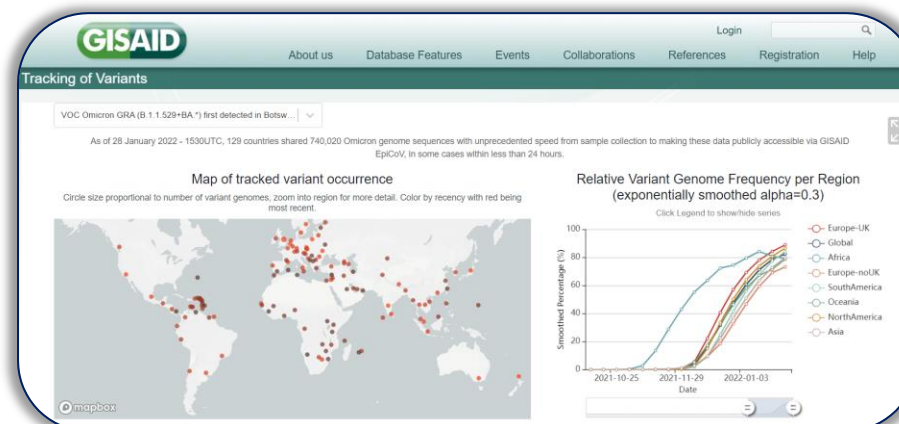 GISAID
Login
About us Database Features Events Collaborations References Registration Help
Tracking of Variants
VOC Omicron GRA (B.1.1.529+BA.*) first detected in Botsw...
As of 28 January 2022 - 1530UTC, 129 countries shared 740,020 Omicron genome sequences with unprecedented speed from sample collection to making these data publicly accessible via GISAID
EpiCoV, in some cases within less than 24 hours.
Map of tracked variant occurrence
Circle size proportional to number of variant genomes, zoom into region for more detail. Color by recency with red being
most recent.
mapbox
Relative Variant Genome Frequency per Region
(exponentially smoothed alpha=0.3)
Click Legend to show/hide series
Smoothed Percentage (%)
100
80
60
40
20
0
2021-10-25 2021-11-29 2022-01-03
Date
Europe-UK
Global
Africa
Europe-noUK
SouthAmerica
Oceania
NorthAmerica
Asia